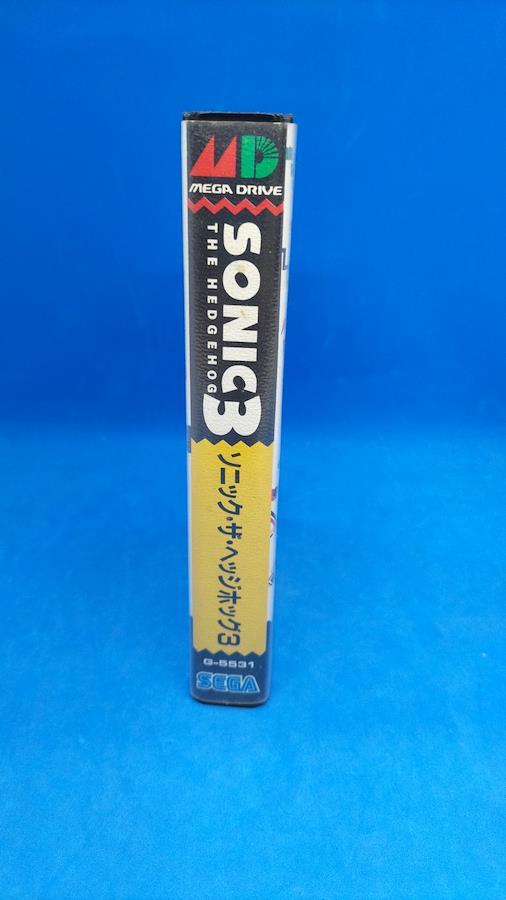 MD
MEGA DRIVE
SONIC3
THE HEDGEHOG
ソニック・ザ・ヘッジホッグ3
G-5531
SEGA